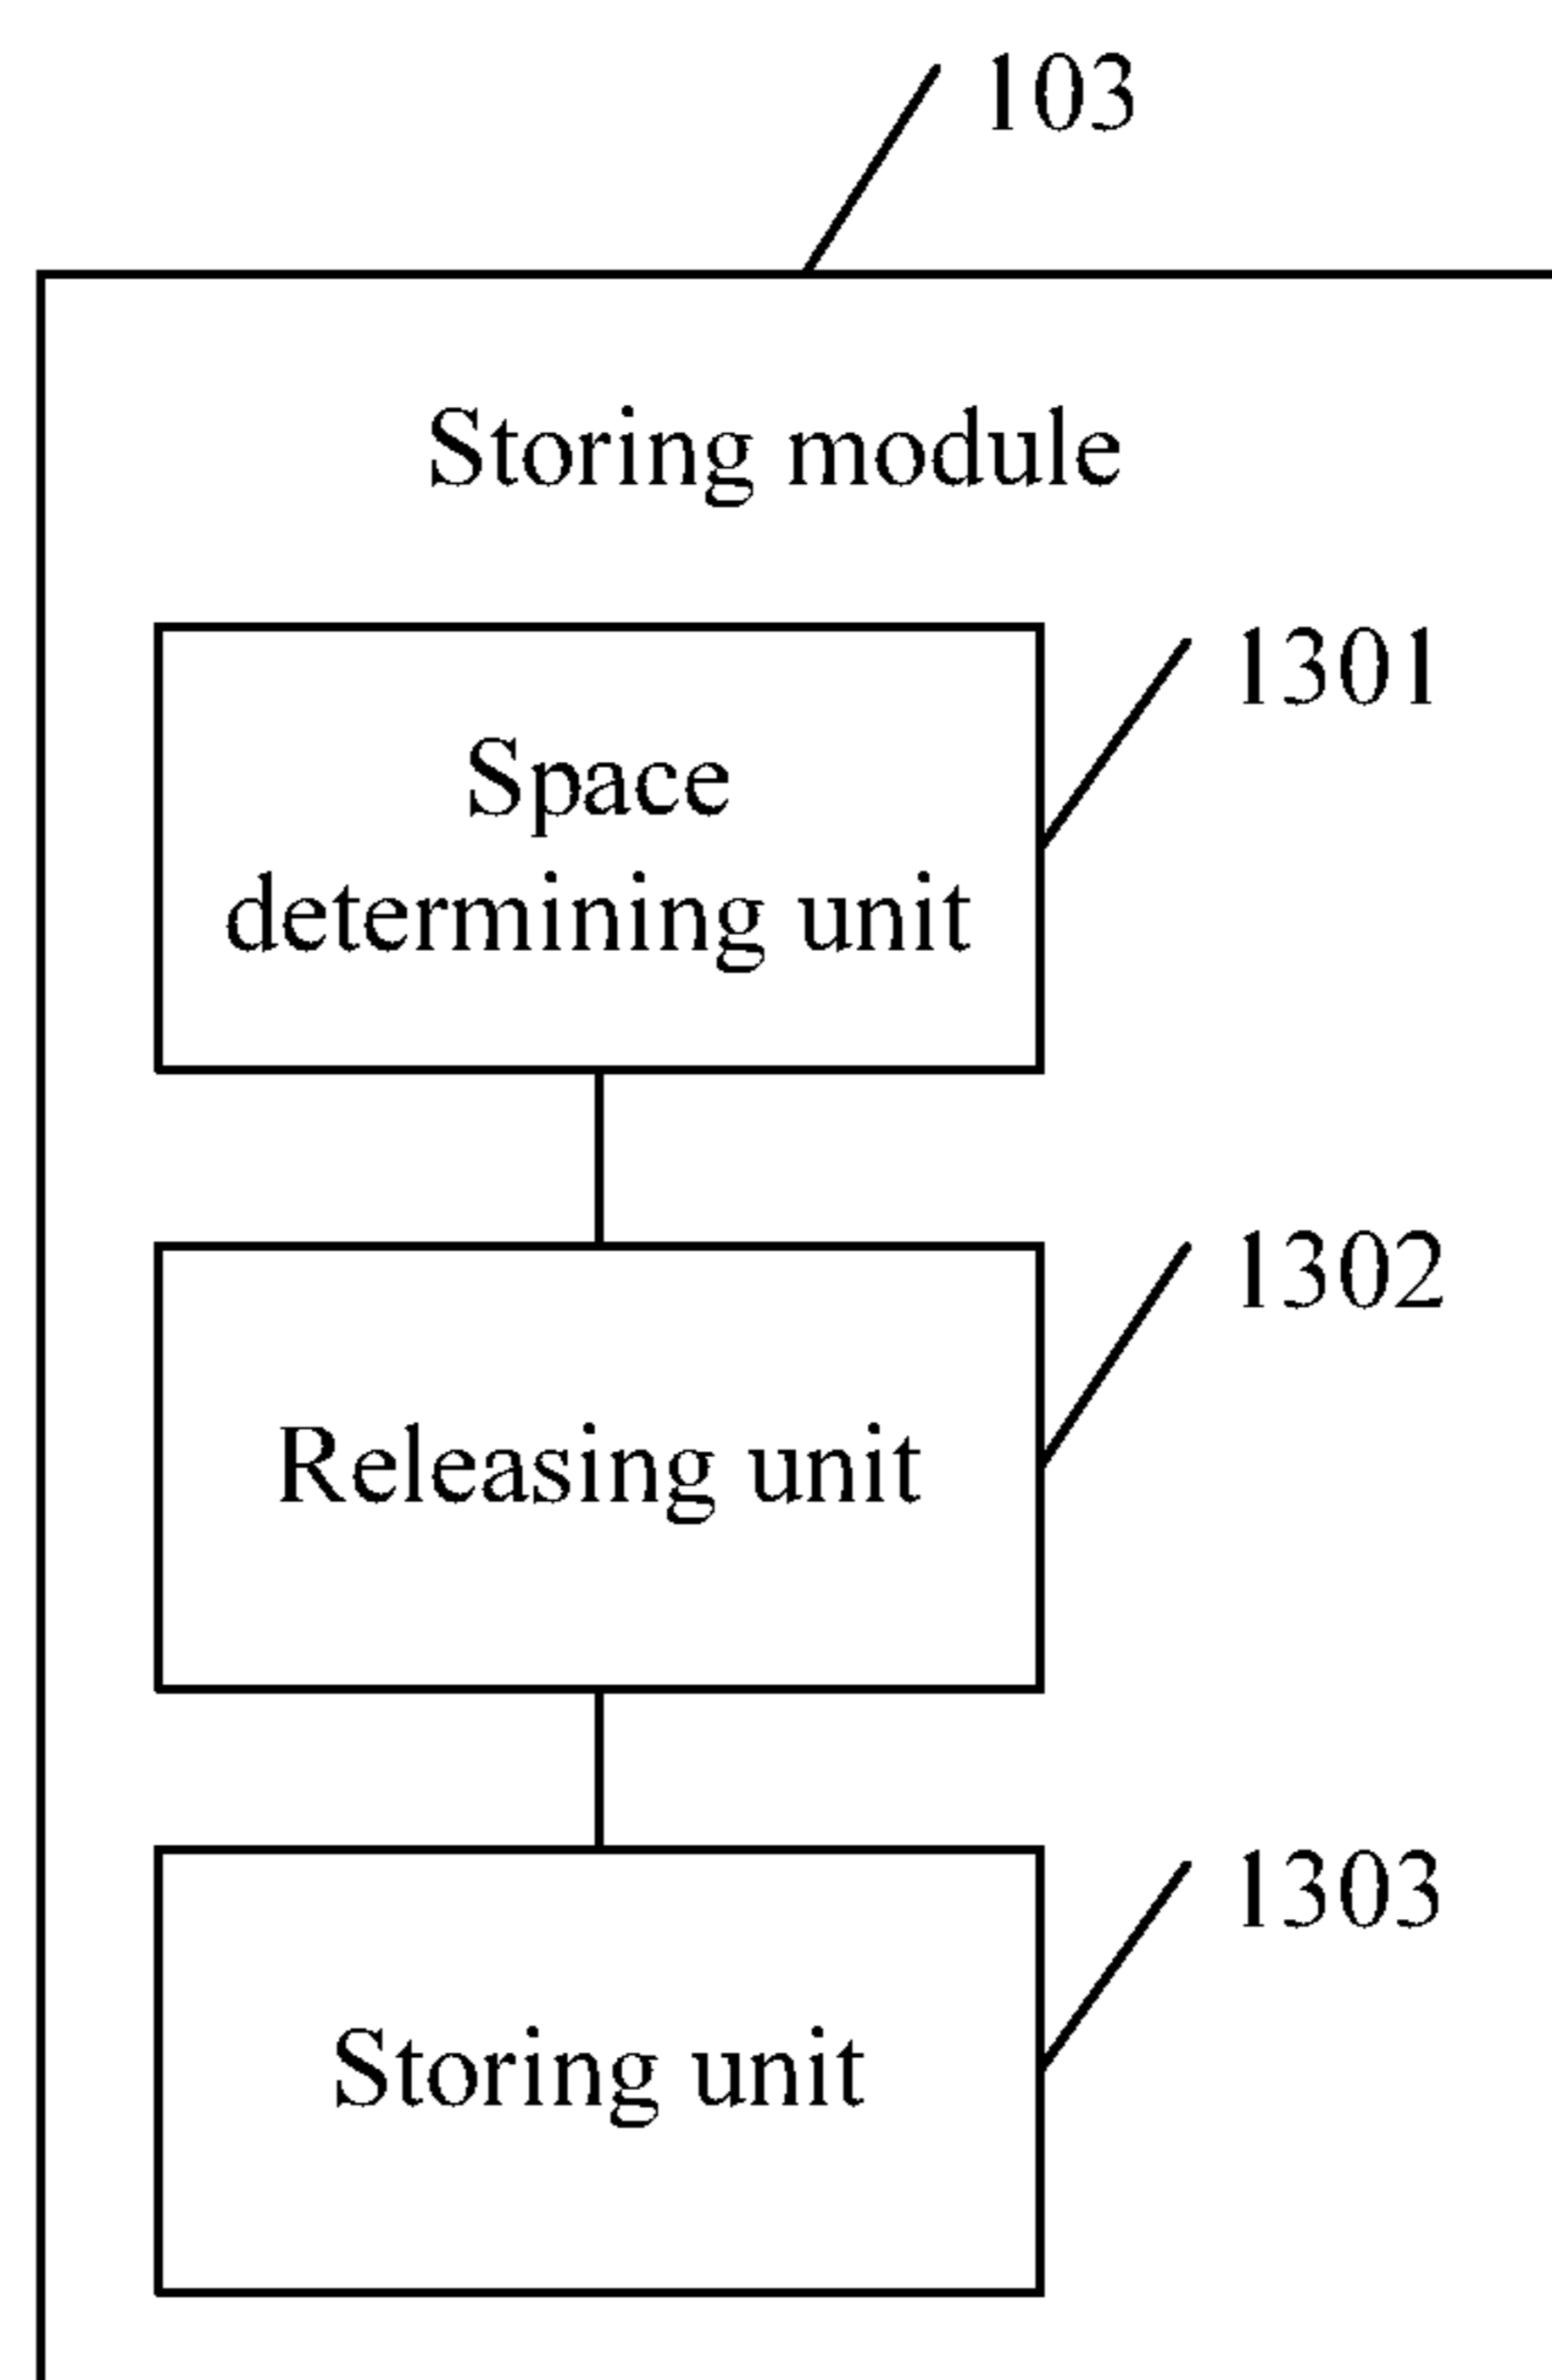 103
Storing module
1301
Space
determining unit
1302
Releasing unit
1303
Storing unit